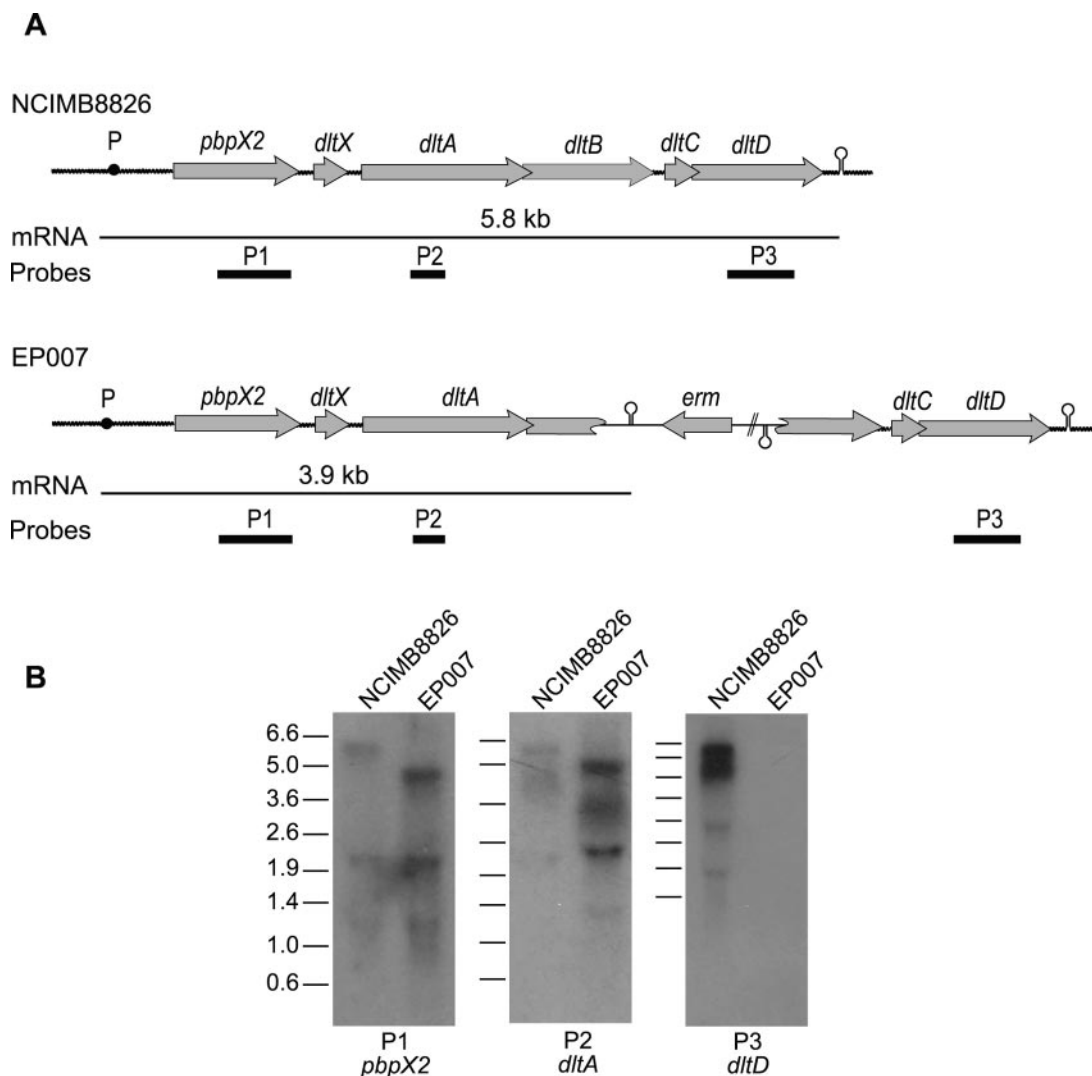 A
NCIMB8826
P pbpX2 dltX dltA dltB dltC dltD
5.8 kb
mRNA
P1 P2 P3
Probes
EP007
P pbpX2 dltX dltA erm dltC dltD
3.9 kb
mRNA
P1 P2 P3
Probes
B
NCIMB8826 EP007 NCIMB8826 EP007 NCIMB8826 EP007
6.6
5.0
3.6
2.6
1.9
1.4
1.0
0.6
P1 P2 P3
pbpX2 dltA dltD